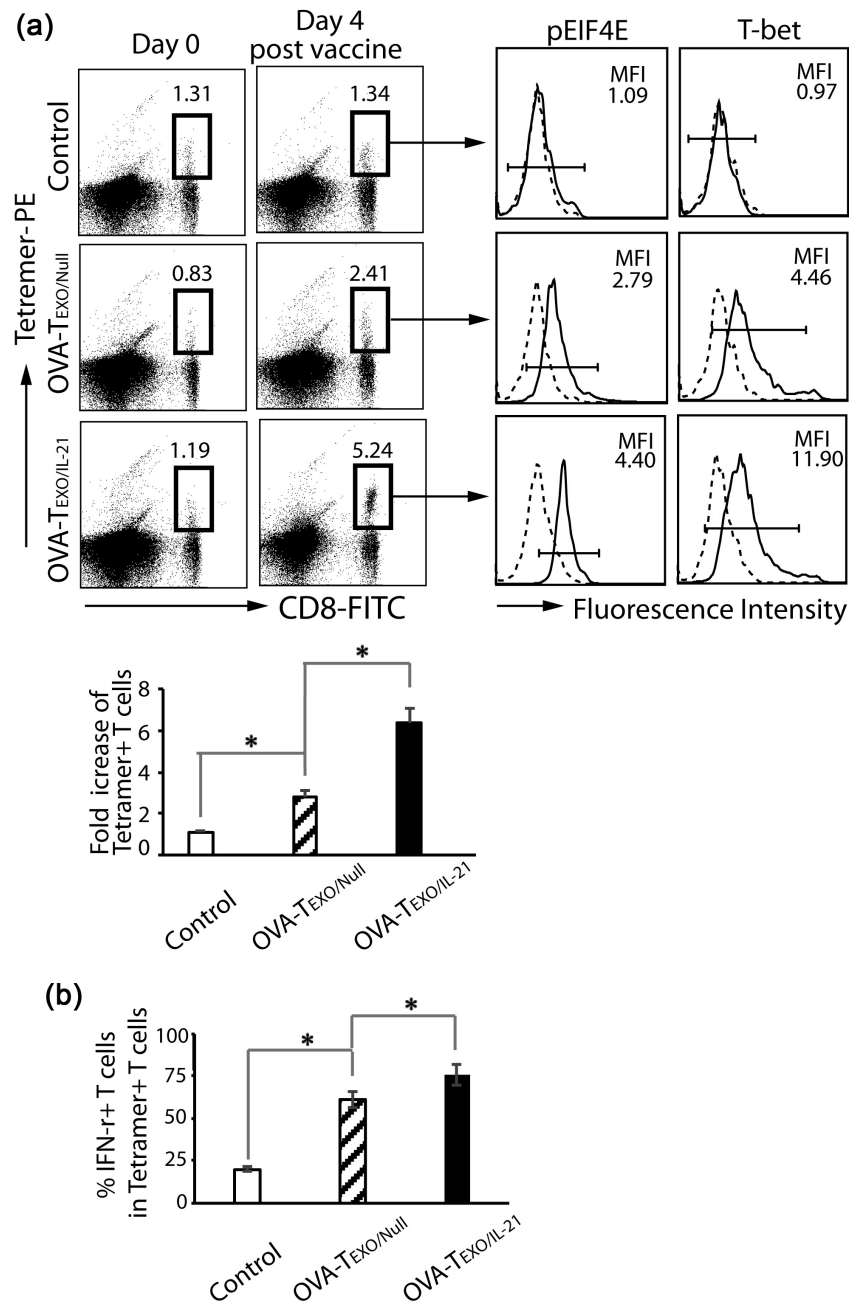 (a)
Day 0
Day 4
post vaccine
pEIF4E
T-bet
Tetremer-PE
Control
1.31
1.34
MFI
1.09
MFI
0.97
OVA-TEXO/Null
0.83
2.41
MFI
2.79
MFI
4.46
OVA-TEXO/IL-21
1.19
5.24
MFI
4.40
MFI
11.90
CD8-FITC
Fluorescence Intensity
Fold icrease of
Tetramer+ T cells
8
6
4
2
0
*
*
Control
OVA-TEXO/Null
OVA-TEXO/IL-21
(b)
% IFN-r+ T cells
in Tetramer+ T cells
100
75
50
25
0
*
*
Control
OVA-TEXO/Null
OVA-TEXO/IL-21